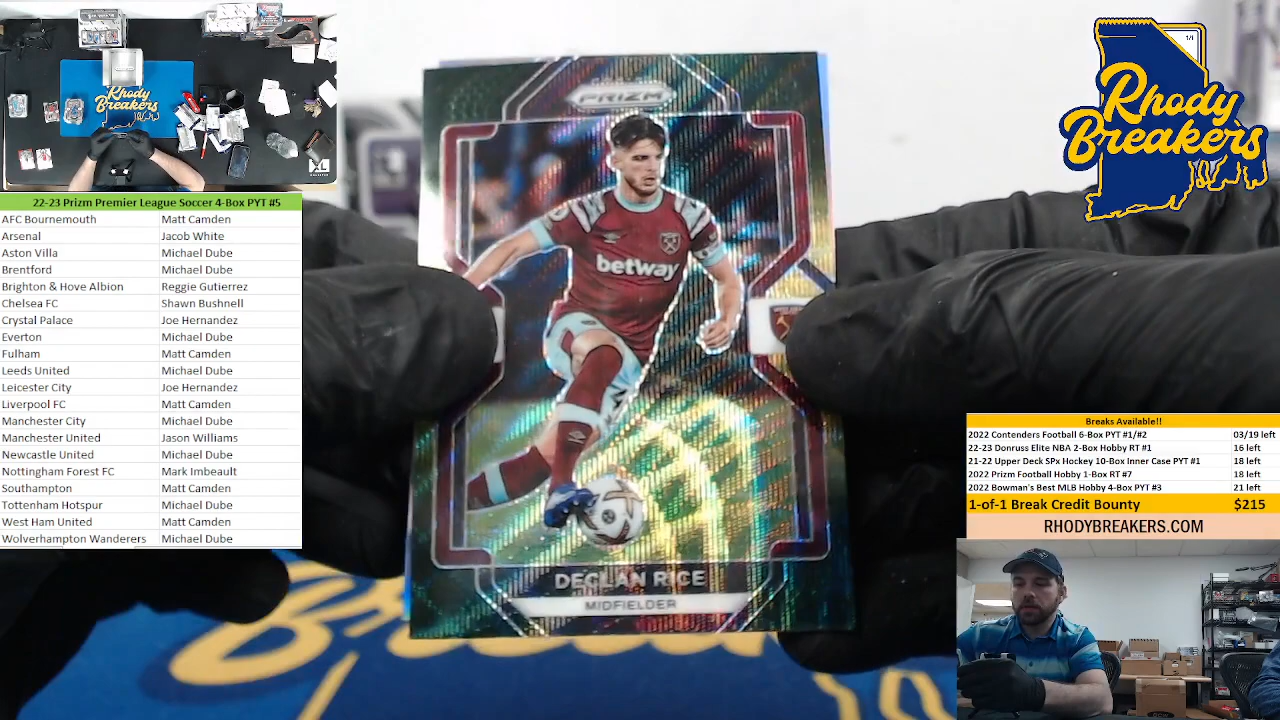 Rhody
Breakers
22-23 Prizm Premier League Soccer 4-Box PYT #5
AFC Bournemouth Matt Camden
Arsenal Jacob White
Aston Villa Michael Dube
Brentford Michael Dube
Brighton & Hove Albion Reggie Gutierrez
Chelsea FC Shawn Bushnell
Crystal Palace Joe Hernandez
Everton Michael Dube
Fulham Matt Camden
Leeds United Michael Dube
Leicester City Joe Hernandez
Liverpool FC Matt Camden
Manchester City Michael Dube
Manchester United Jason Williams
Newcastle United Michael Dube
Nottingham Forest FC Mark Imbeault
Southampton Matt Camden
Tottenham Hotspur Michael Dube
West Ham United Matt Camden
Wolverhampton Wanderers Michael Dube
PRIZM
betway
DECLAN RICE
MIDFIELDER
1/1
Rhody
Breakers
Breaks Available!!
2022 Contenders Football 6-Box PYT #1/#2 03/19 left
22-23 Donruss Elite NBA 2-Box Hobby RT #1 16 left
21-22 Upper Deck SPx Hockey 10-Box Inner Case PYT #1 18 left
2022 Prizm Football Hobby 1-Box RT #7 18 left
2022 Bowman's Best MLB Hobby 4-Box PYT #3 21 left
1-of-1 Break Credit Bounty $215
RHODYBREAKERS.COM